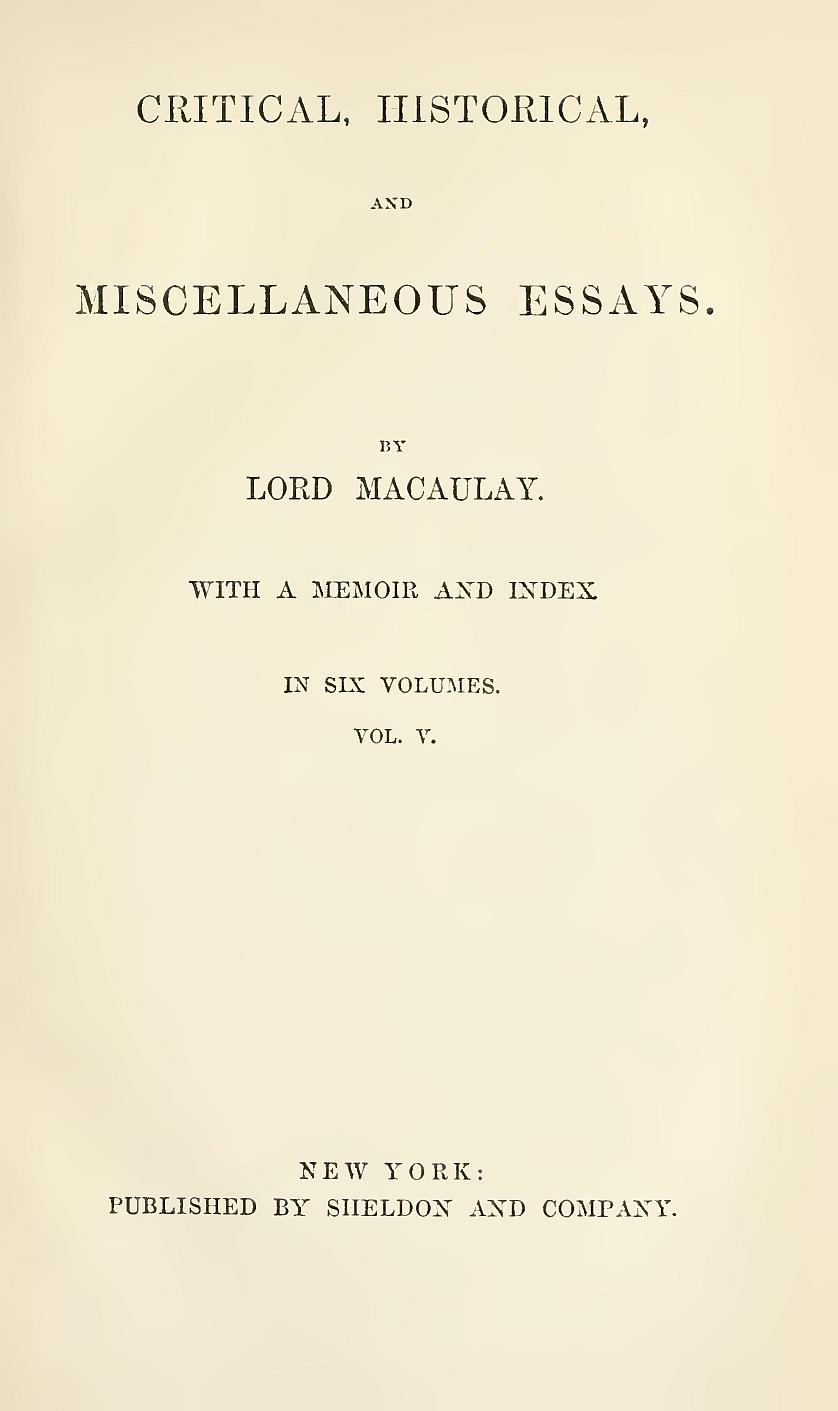 CRITICAL, HISTORICAL,
AND
MISCELLANEOUS ESSAYS.
BY
LORD MACAULAY.
WITH A MEMOIR AND INDEX
IN SIX VOLUMES.
VOL. V.
NEW YORK:
PUBLISHED BY SHELDON AND COMPANY.